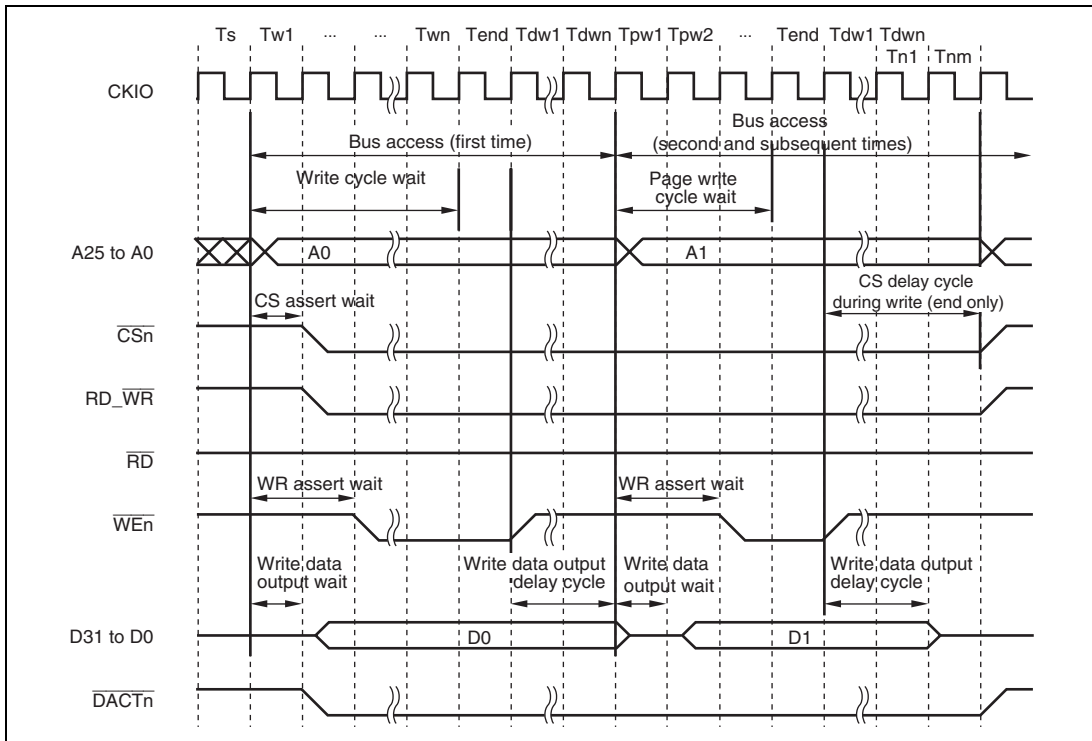 Ts Tw1 ... ... Twn Tend Tdw1 Tdwn Tpw1 Tpw2 ... Tend Tdw1 Tdwn
Tn1 Tnm
CKIO
Bus access (first time)
Bus access
(second and subsequent times)
Write cycle wait
Page write
cycle wait
A25 to A0
A0
A1
CS assert wait
CS delay cycle
during write (end only)
CSn
RD_WR
RD
WR assert wait
WR assert wait
WEn
Write data
output wait
Write data output
delay cycle
Write data
output wait
Write data output
delay cycle
D31 to D0
D0
D1
DACTn